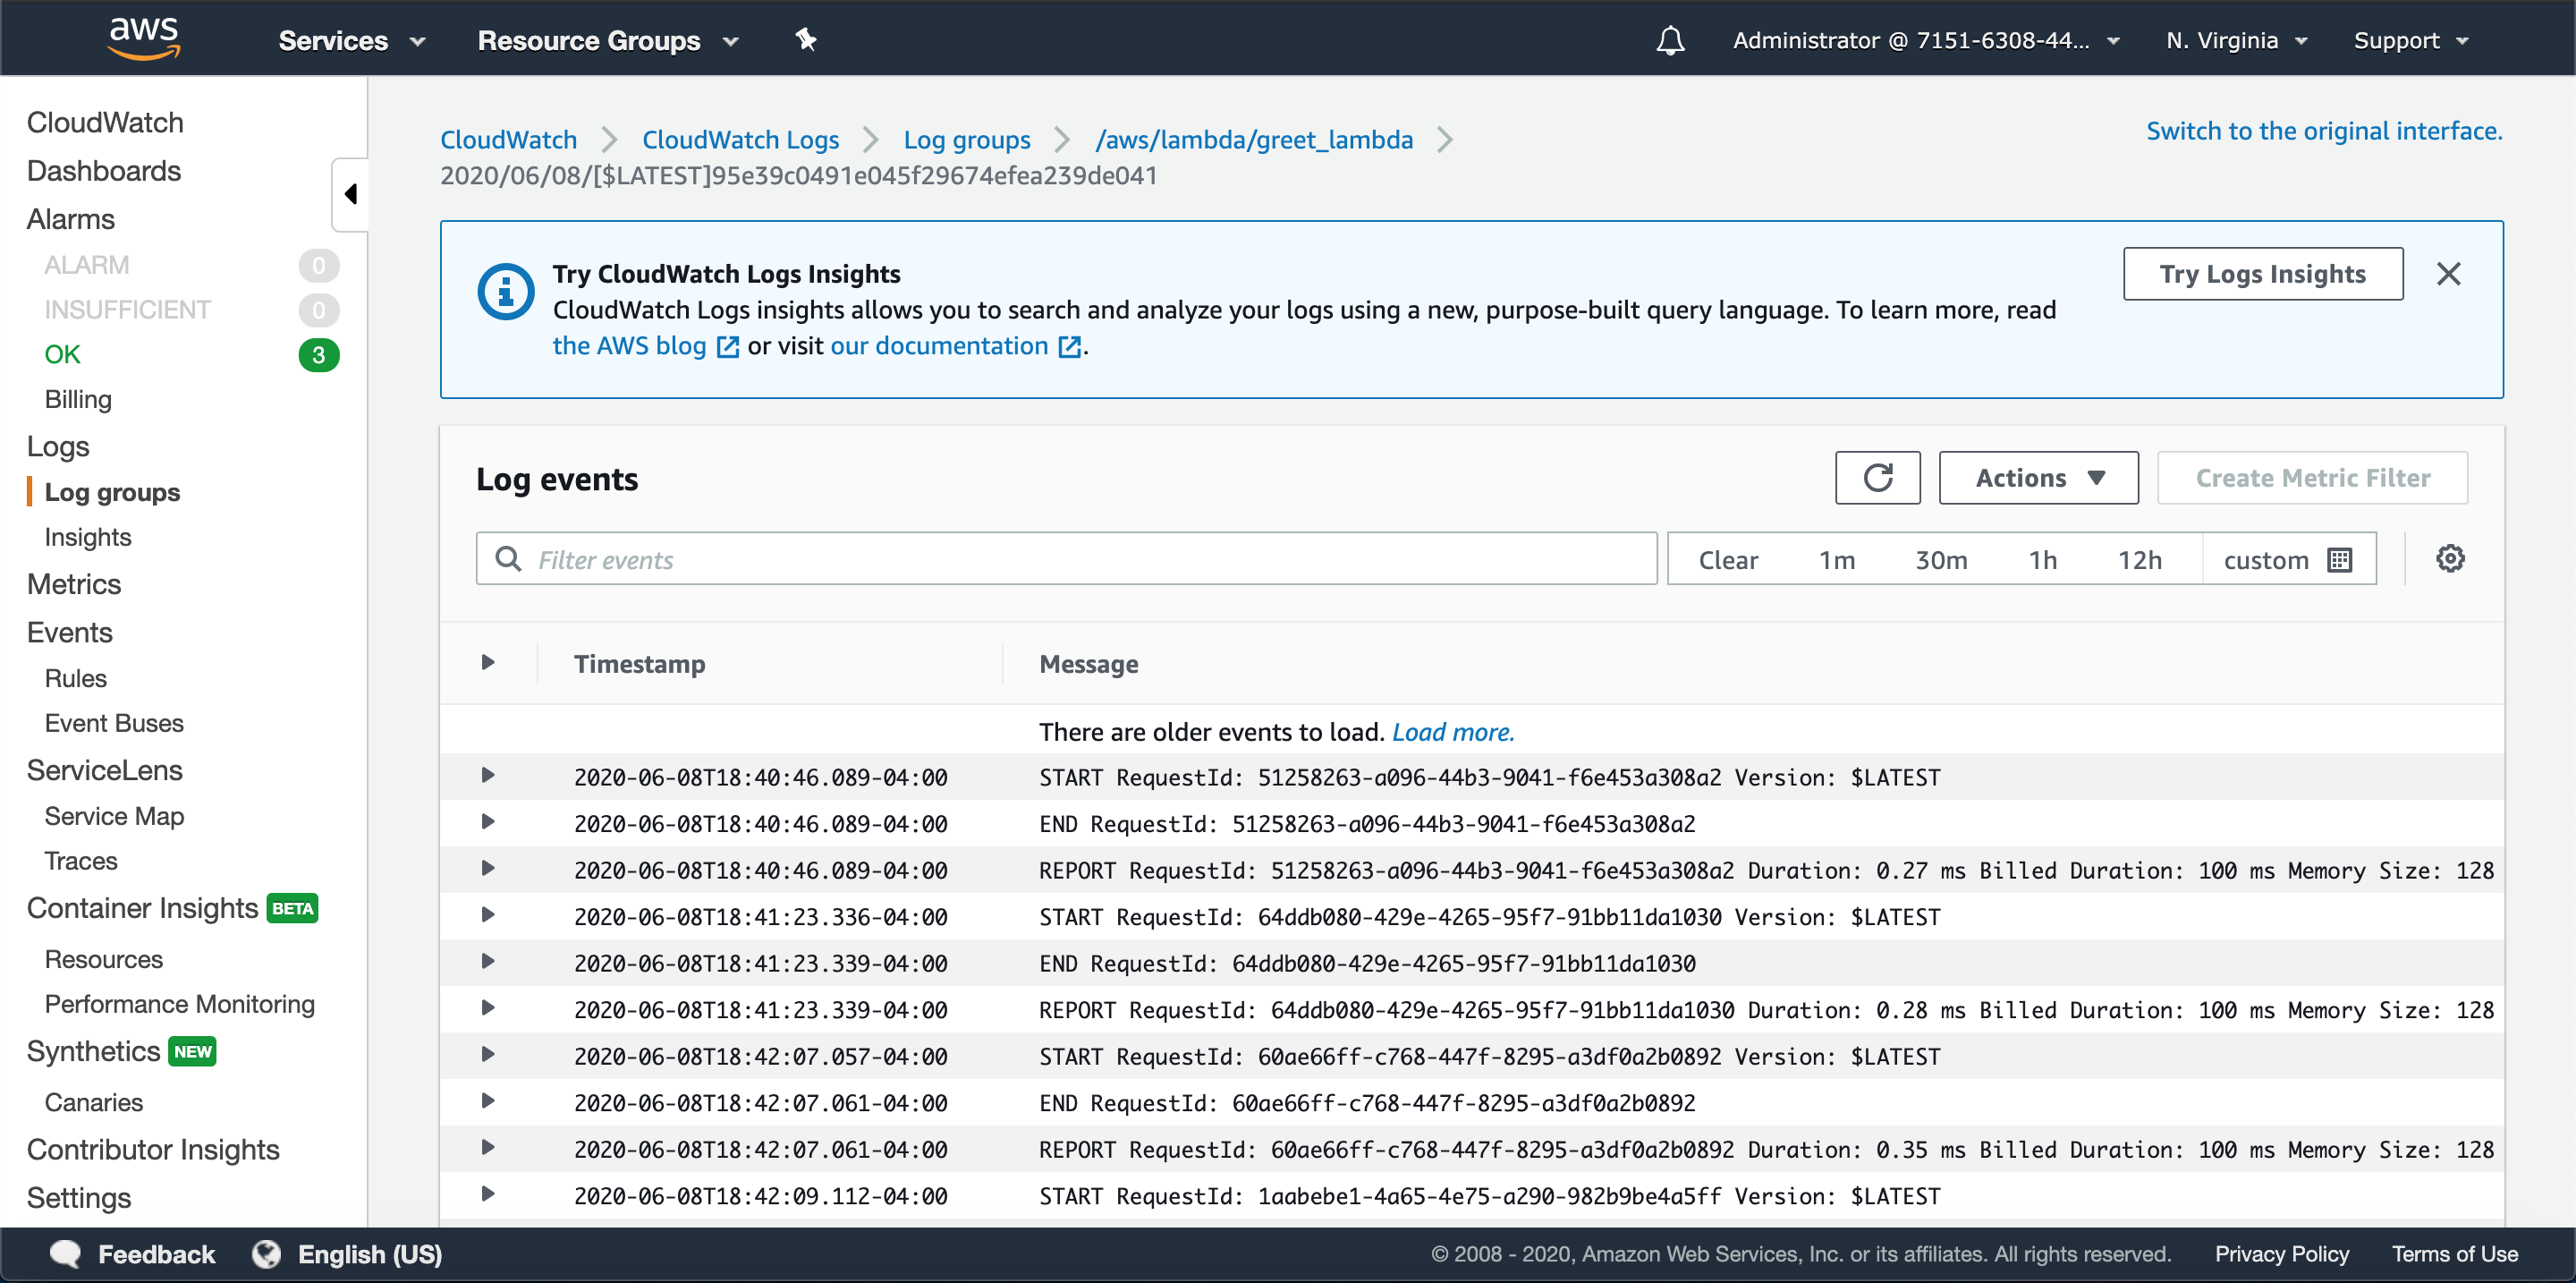 aws
Services
Resource Groups
Administrator @ 7151-6308-44...
N. Virginia
Support
CloudWatch
Dashboards
Alarms
ALARM 0
INSUFFICIENT 0
OK 3
Billing
Logs
Log groups
Insights
Metrics
Events
Rules
Event Buses
ServiceLens
Service Map
Traces
Container Insights BETA
Resources
Performance Monitoring
Synthetics NEW
Canaries
Contributor Insights
Settings
CloudWatch CloudWatch Logs Log groups /aws/lambda/greet_lambda
2020/06/08/[$LATEST]95e39c0491e045f29674efea239de041
Switch to the original interface.
Try CloudWatch Logs Insights
CloudWatch Logs insights allows you to search and analyze your logs using a new, purpose-built query language. To learn more, read
the AWS blog or visit our documentation.
Try Logs Insights
Log events
Actions
Create Metric Filter
Filter events
Clear 1m 30m 1h 12h custom
Timestamp Message
There are older events to load. Load more.
2020-06-08T18:40:46.089-04:00 START RequestId: 51258263-a096-44b3-9041-f6e453a308a2 Version: $LATEST
2020-06-08T18:40:46.089-04:00 END RequestId: 51258263-a096-44b3-9041-f6e453a308a2
2020-06-08T18:40:46.089-04:00 REPORT RequestId: 51258263-a096-44b3-9041-f6e453a308a2 Duration: 0.27 ms Billed Duration: 100 ms Memory Size: 128
2020-06-08T18:41:23.336-04:00 START RequestId: 64ddb080-429e-4265-95f7-91bb11da1030 Version: $LATEST
2020-06-08T18:41:23.339-04:00 END RequestId: 64ddb080-429e-4265-95f7-91bb11da1030
2020-06-08T18:41:23.339-04:00 REPORT RequestId: 64ddb080-429e-4265-95f7-91bb11da1030 Duration: 0.28 ms Billed Duration: 100 ms Memory Size: 128
2020-06-08T18:42:07.057-04:00 START RequestId: 60ae66ff-c768-447f-8295-a3df0a2b0892 Version: $LATEST
2020-06-08T18:42:07.061-04:00 END RequestId: 60ae66ff-c768-447f-8295-a3df0a2b0892
2020-06-08T18:42:07.061-04:00 REPORT RequestId: 60ae66ff-c768-447f-8295-a3df0a2b0892 Duration: 0.35 ms Billed Duration: 100 ms Memory Size: 128
2020-06-08T18:42:09.112-04:00 START RequestId: 1aabebe1-4a65-4e75-a290-982b9be4a5ff Version: $LATEST
Feedback
English (US)
© 2008 - 2020, Amazon Web Services, Inc. or its affiliates. All rights reserved.
Privacy Policy
Terms of Use